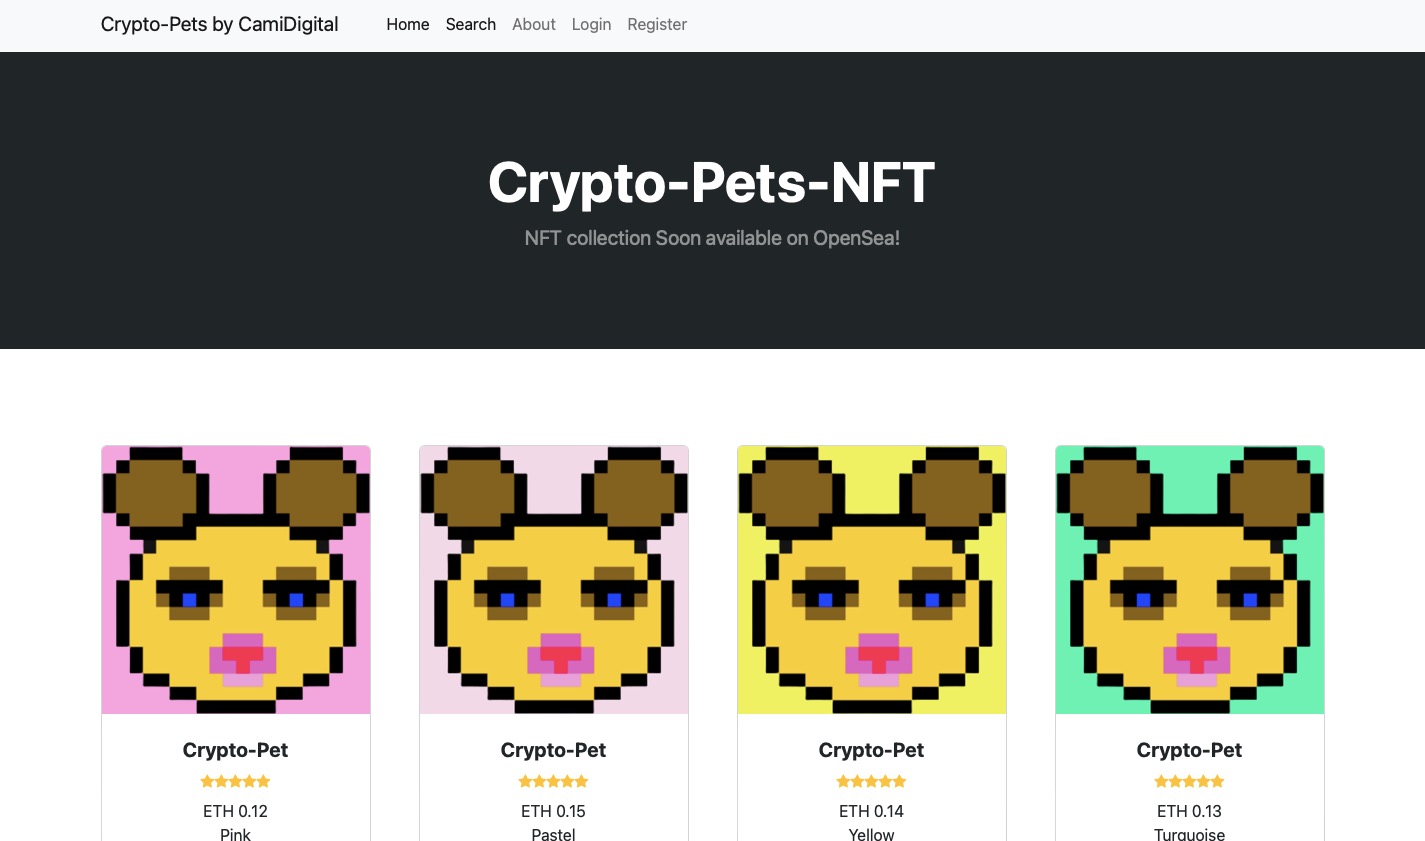 Crypto-Pets by CamiDigital Home Search About Login Register
Crypto-Pets-NFT
NFT collection Soon available on OpenSea!
Crypto-Pet Crypto-Pet Crypto-Pet Crypto-Pet
ETH 0.12 ETH 0.15 ETH 0.14 ETH 0.13
Pink Pastel Yellow Turquoise